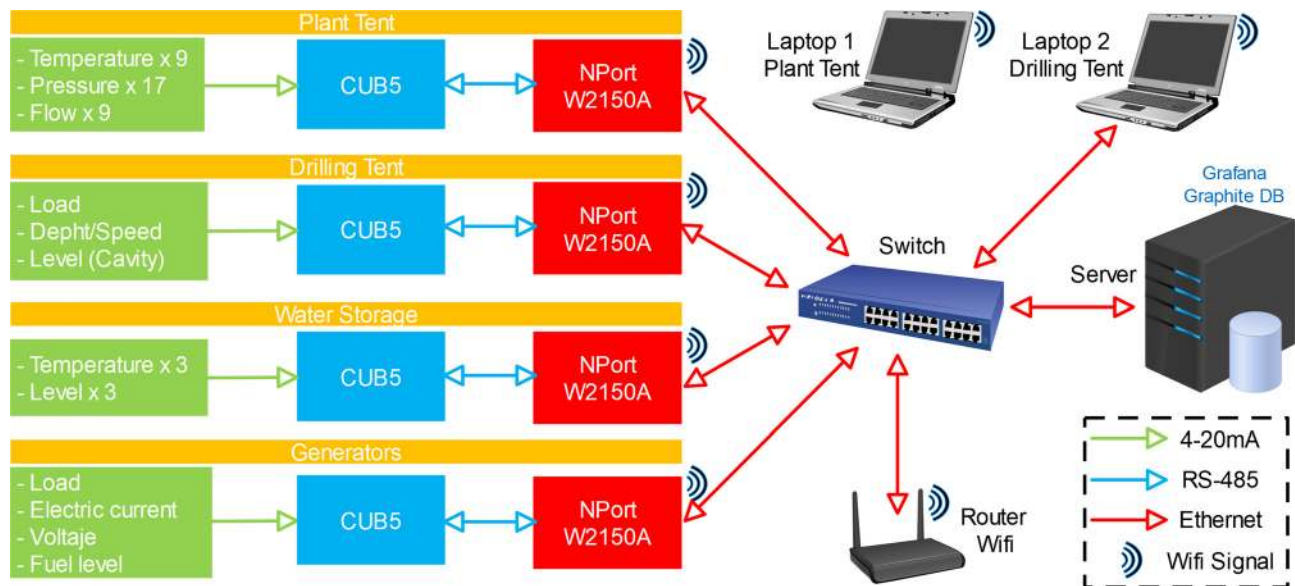 Plant Tent
- Temperature x 9
- Pressure x 17
- Flow x 9
CUB5
NPort
W2150A
Drilling Tent
- Load
- Depht/Speed
- Level (Cavity)
CUB5
NPort
W2150A
Water Storage
- Temperature x 3
- Level x 3
CUB5
NPort
W2150A
Generators
- Load
- Electric current
- Voltaje
- Fuel level
CUB5
NPort
W2150A
Laptop 1
Plant Tent
Laptop 2
Drilling Tent
Grafana
Graphite DB
Switch
Server
Router
Wifi
4-20mA
RS-485
Ethernet
Wifi Signal